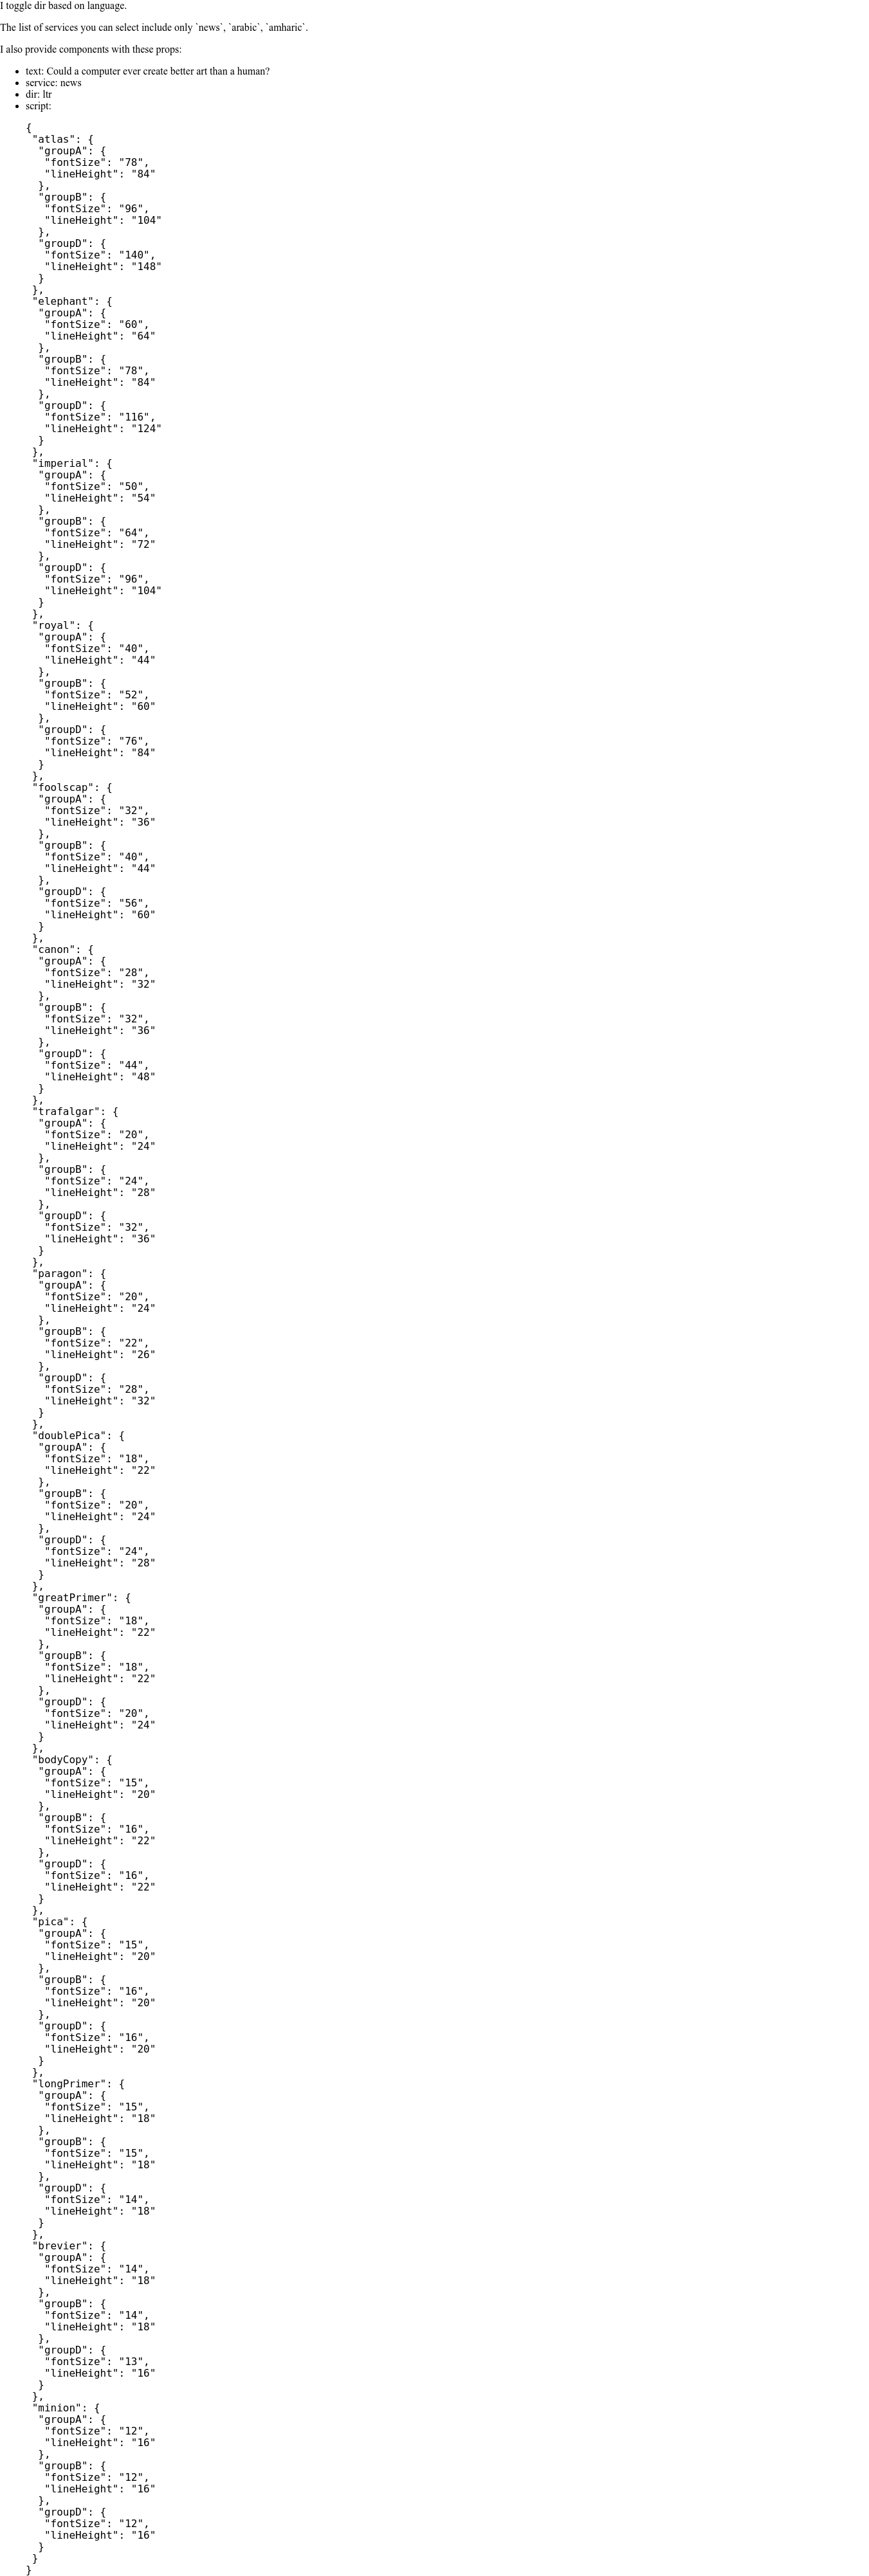 I toggle dir based on language.
The list of services you can select include only `news`, `arabic`, `amharic`.
I also provide components with these props:
• text: Could a computer ever create better art than a human?
• service: news
• dir: ltr
• script:
{
"atlas": {
"groupA": {
"fontSize": "78",
"lineHeight": "84"
},
"groupB": {
"fontSize": "96",
"lineHeight": "104"
},
"groupD": {
"fontSize": "140",
"lineHeight": "148"
}
},
"elephant": {
"groupA": {
"fontSize": "60",
"lineHeight": "64"
},
"groupB": {
"fontSize": "78",
"lineHeight": "84"
},
"groupD": {
"fontSize": "116",
"lineHeight": "124"
}
},
"imperial": {
"groupA": {
"fontSize": "50",
"lineHeight": "54"
},
"groupB": {
"fontSize": "64",
"lineHeight": "72"
},
"groupD": {
"fontSize": "96",
"lineHeight": "104"
}
},
"royal": {
"groupA": {
"fontSize": "40",
"lineHeight": "44"
},
"groupB": {
"fontSize": "52",
"lineHeight": "60"
},
"groupD": {
"fontSize": "76",
"lineHeight": "84"
}
},
"foolscap": {
"groupA": {
"fontSize": "32",
"lineHeight": "36"
},
"groupB": {
"fontSize": "40",
"lineHeight": "44"
},
"groupD": {
"fontSize": "56",
"lineHeight": "60"
}
},
"canon": {
"groupA": {
"fontSize": "28",
"lineHeight": "32"
},
"groupB": {
"fontSize": "32",
"lineHeight": "36"
},
"groupD": {
"fontSize": "44",
"lineHeight": "48"
}
},
"trafalgar": {
"groupA": {
"fontSize": "20",
"lineHeight": "24"
},
"groupB": {
"fontSize": "24",
"lineHeight": "28"
},
"groupD": {
"fontSize": "32",
"lineHeight": "36"
}
},
"paragon": {
"groupA": {
"fontSize": "20",
"lineHeight": "24"
},
"groupB": {
"fontSize": "22",
"lineHeight": "26"
},
"groupD": {
"fontSize": "28",
"lineHeight": "32"
}
},
"doublePica": {
"groupA": {
"fontSize": "18",
"lineHeight": "22"
},
"groupB": {
"fontSize": "20",
"lineHeight": "24"
},
"groupD": {
"fontSize": "24",
"lineHeight": "28"
}
},
"greatPrimer": {
"groupA": {
"fontSize": "18",
"lineHeight": "22"
},
"groupB": {
"fontSize": "18",
"lineHeight": "22"
},
"groupD": {
"fontSize": "20",
"lineHeight": "24"
}
},
"bodyCopy": {
"groupA": {
"fontSize": "15",
"lineHeight": "20"
},
"groupB": {
"fontSize": "16",
"lineHeight": "22"
},
"groupD": {
"fontSize": "16",
"lineHeight": "22"
}
},
"pica": {
"groupA": {
"fontSize": "15",
"lineHeight": "20"
},
"groupB": {
"fontSize": "16",
"lineHeight": "20"
},
"groupD": {
"fontSize": "16",
"lineHeight": "20"
}
},
"longPrimer": {
"groupA": {
"fontSize": "15",
"lineHeight": "18"
},
"groupB": {
"fontSize": "15",
"lineHeight": "18"
},
"groupD": {
"fontSize": "14",
"lineHeight": "18"
}
},
"brevier": {
"groupA": {
"fontSize": "14",
"lineHeight": "18"
},
"groupB": {
"fontSize": "14",
"lineHeight": "18"
},
"groupD": {
"fontSize": "13",
"lineHeight": "16"
}
},
"minion": {
"groupA": {
"fontSize": "12",
"lineHeight": "16"
},
"groupB": {
"fontSize": "12",
"lineHeight": "16"
},
"groupD": {
"fontSize": "12",
"lineHeight": "16"
}
}
}